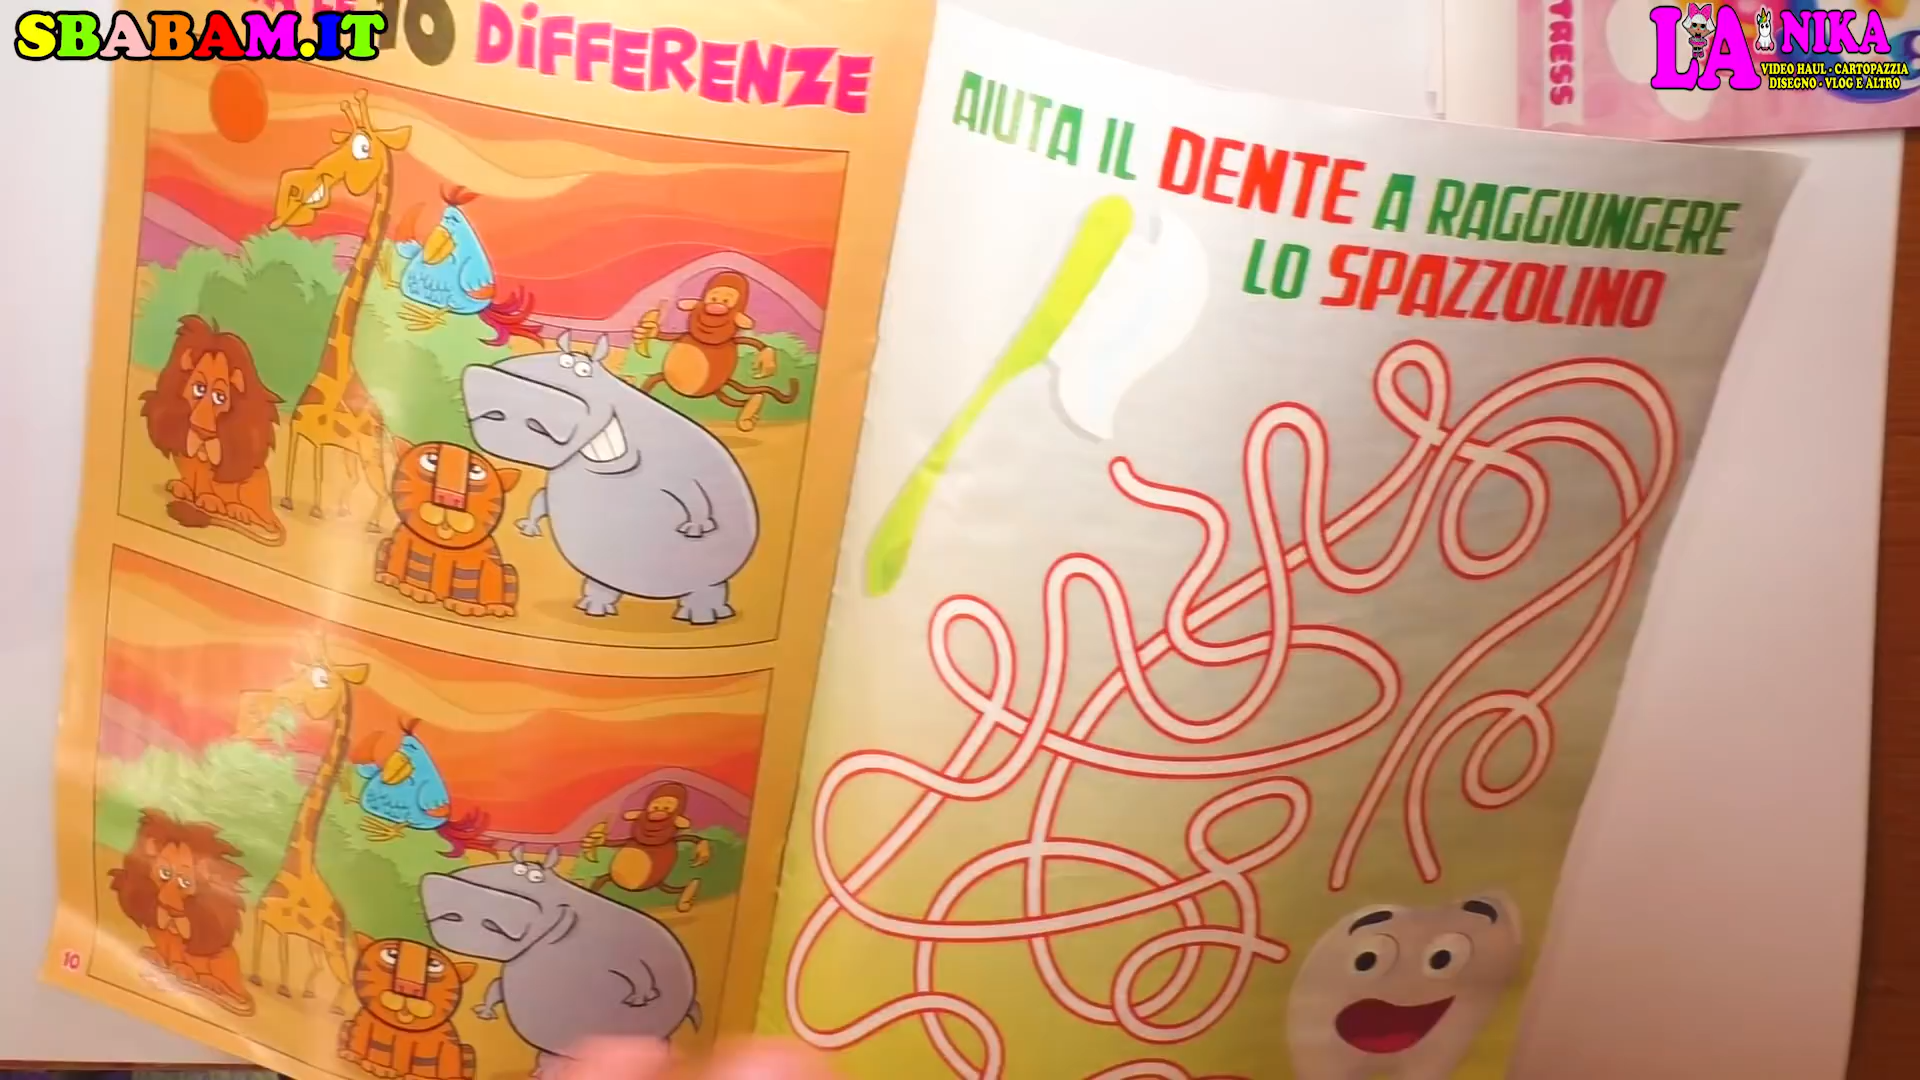 SBABAM.IT
10 DiFFERENZE
AIUTA IL DENTE A RAGGIUNGERE
LO SPAZZOLINO
TRESS
LA NIKA
VIDEO HAUL - CARTOPAZZIA
DISEGNO - VLOG E ALTRO
10